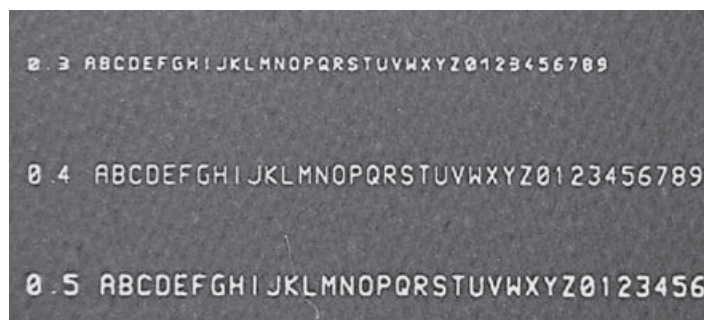 0.3 ABCDEFGHIJKLMNOPQRSTUVWXYZ0123456789
0.4 ABCDEFGHIJKLMNOPQRSTUVWXYZ0123456789
0.5 ABCDEFGHIJKLMNOPQRSTUVWXYZ0123456